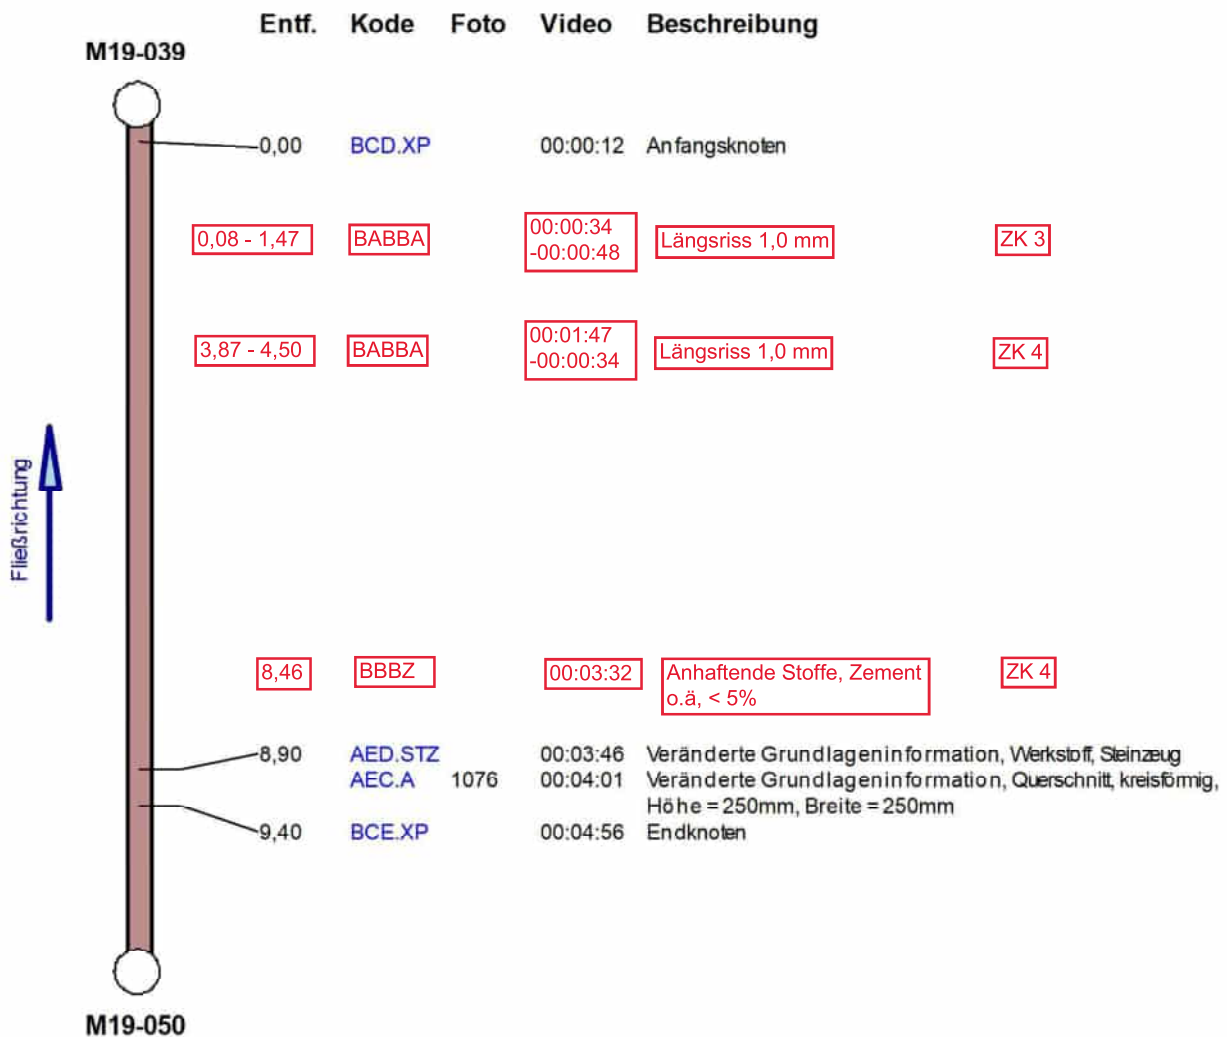 Entf. Kode Foto Video Beschreibung
M19-039
0,00 BCD.XP 00:00:12 Anfangsknoten
0,08 - 1,47 BABBA 00:00:34 Längsriss 1,0 mm ZK 3
-00:00:48
3,87 - 4,50 BABBA 00:01:47 Längsriss 1,0 mm ZK 4
-00:00:34
Fließrichtung
8,46 BBBZ 00:03:32 Anhaftende Stoffe, Zement ZK 4
o.ä, < 5%
8,90 AED.STZ 00:03:46 Veränderte Grundlageninformation, Werkstoff, Steinzeug
AEC.A 1076 00:04:01 Veränderte Grundlageninformation, Querschnitt, kreisförmig,
Höhe = 250mm, Breite = 250mm
9,40 BCE.XP 00:04:56 Endknoten
M19-050